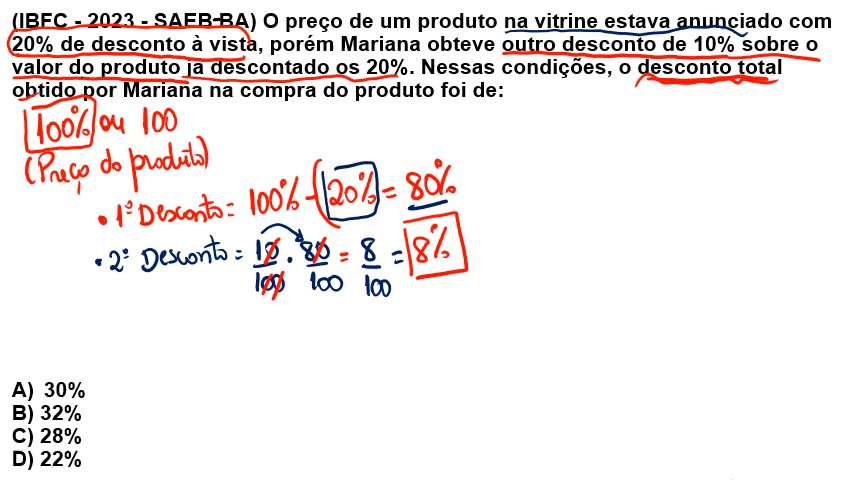 (IBFC - 2023 - SAEB-BA) O preço de um produto na vitrine estava anunciado com
20% de desconto à vista, porém Mariana obteve outro desconto de 10% sobre o
valor do produto já descontado os 20%. Nessas condições, o desconto total
obtido por Mariana na compra do produto foi de:
100% ou 100
(Preço do produto)
• 1º Desconto = 100% - (20% = 80%
• 2º Desconto = 10/100 . 80/100 = 8/100 = 8%
A) 30%
B) 32%
C) 28%
D) 22%